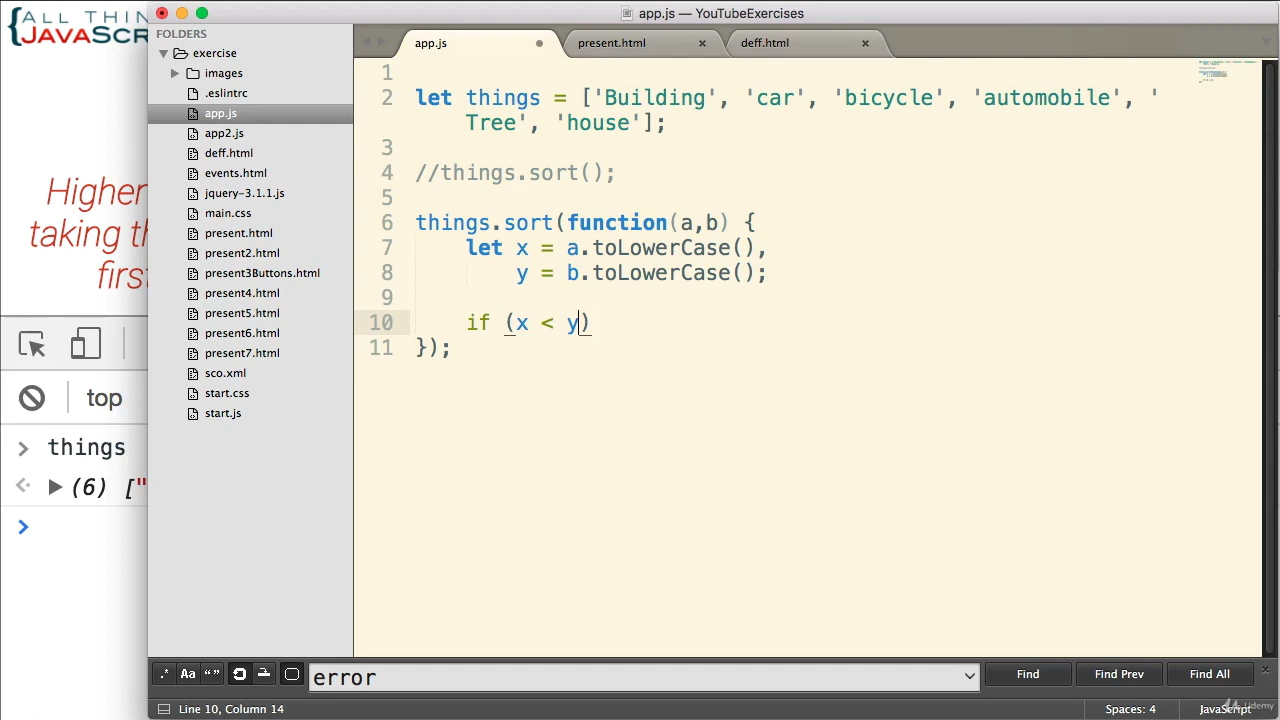 {ALL THIN
JAVASCR
Higher
taking th
first
top
things
(6) ["
app.js — YouTubeExercises
FOLDERS
exercise
images
.eslintrc
app.js
app2.js
deff.html
events.html
jquery-3.1.1.js
main.css
present.html
present2.html
present3Buttons.html
present4.html
present5.html
present6.html
present7.html
sco.xml
start.css
start.js
app.js
present.html
deff.html
1
2 let things = ['Building', 'car', 'bicycle', 'automobile', '
Tree', 'house'];
3
4 //things.sort();
5
6 things.sort(function(a,b) {
7 let x = a.toLowerCase(),
8 y = b.toLowerCase();
9
10 if (x < y)
11 });
.* Aa “”
error
Find
Find Prev
Find All
Line 10, Column 14
Spaces: 4
JavaScript
Udemy